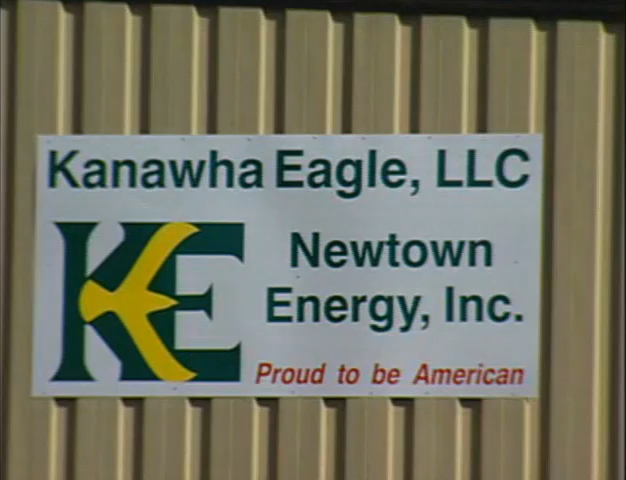 Kanawha Eagle, LLC
KE
Newtown
Energy, Inc.
Proud to be American